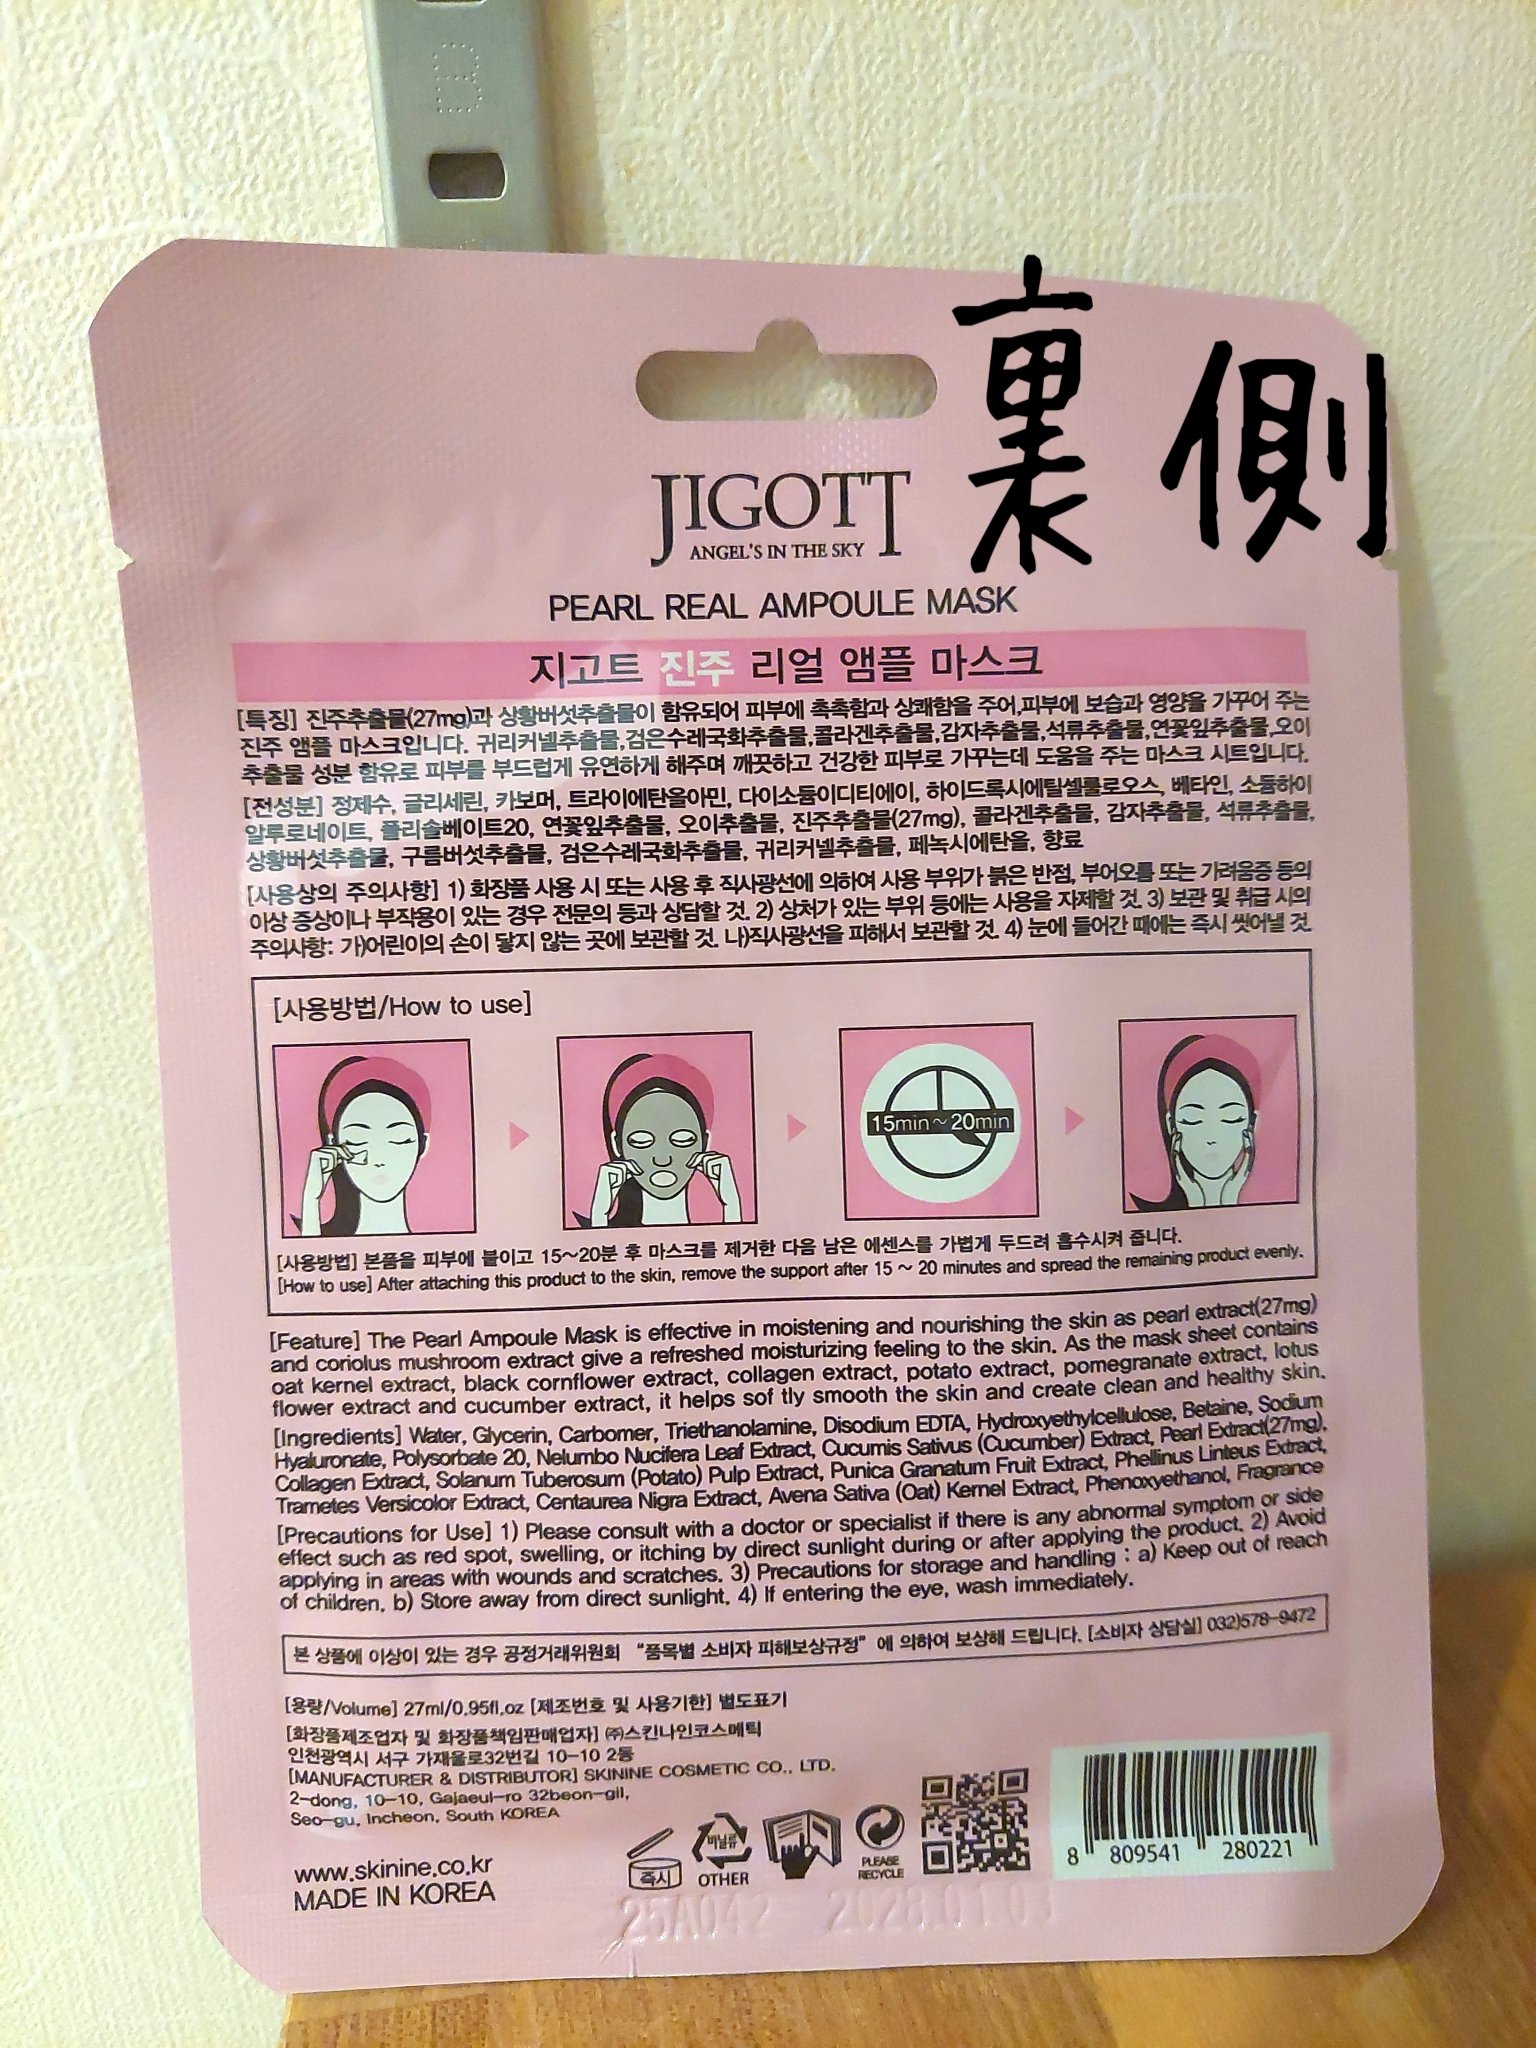 裏側
JIGOTT
ANGEL'S IN THE SKY
PEARL REAL AMPOULE MASK
지고트 진주 리얼 앰플 마스크
[특징] 진주추출물(27mg)과 상황버섯추출물이 함유되어 피부에 촉촉함과 상쾌함을 주어,피부에 보습과 영양을 가꾸어 주는
진주 앰플 마스크입니다. 귀리커넬추출물,검은수레국화추출물,콜라겐추출물,감자추출물,석류추출물,연꽃잎추출물,오이
추출물 성분 함유로 피부를 부드럽게 유연하게 해주며 깨끗하고 건강한 피부로 가꾸는데 도움을 주는 마스크 시트입니다.
[전성분] 정제수, 글리세린, 카보머, 트라이에탄올아민, 다이소듐이디티에이, 하이드록시에틸셀룰로오스, 베타인, 소듐하이
알루로네이트, 폴리솔베이트20, 연꽃잎추출물, 오이추출물, 진주추출물(27mg), 콜라겐추출물, 감자추출물, 석류추출물,
상황버섯추출물, 구름버섯추출물, 검은수레국화추출물, 귀리커넬추출물, 페녹시에탄올, 향료
[사용상의 주의사항] 1) 화장품 사용 시 또는 사용 후 직사광선에 의하여 사용 부위가 붉은 반점, 부어오름 또는 가려움증 등의
이상 증상이나 부작용이 있는 경우 전문의 등과 상담할 것. 2) 상처가 있는 부위 등에는 사용을 자제할 것. 3) 보관 및 취급 시의
주의사항: 가)어린이의 손이 닿지 않는 곳에 보관할 것. 나)직사광선을 피해서 보관할 것. 4) 눈에 들어간 때에는 즉시 씻어낼 것.
[사용방법/How to use]
15min~20min
[사용방법] 본품을 피부에 붙이고 15~20분 후 마스크를 제거한 다음 남은 에센스를 가볍게 두드려 흡수시켜 줍니다.
[How to use] After attaching this product to the skin, remove the support after 15 ~ 20 minutes and spread the remaining product evenly.
[Feature] The Pearl Ampoule Mask is effective in moistening and nourishing the skin as pearl extract(27mg)
and coriolus mushroom extract give a refreshed moisturizing feeling to the skin. As the mask sheet contains
oat kernel extract, black cornflower extract, collagen extract, potato extract, pomegranate extract, lotus
flower extract and cucumber extract, it helps sof tly smooth the skin and create clean and healthy skin.
[Ingredients] Water, Glycerin, Carbomer, Triethanolamine, Disodium EDTA, Hydroxyethylcellulose, Betaine, Sodium
Hyaluronate, Polysorbate 20, Nelumbo Nucifera Leaf Extract, Cucumis Sativus (Cucumber) Extract, Pearl Extract(27mg),
Collagen Extract, Solanum Tuberosum (Potato) Pulp Extract, Punica Granatum Fruit Extract, Phellinus Linteus Extract,
Trametes Versicolor Extract, Centaurea Nigra Extract, Avena Sativa (Oat) Kernel Extract, Phenoxyethanol, Fragrance
[Precautions for Use] 1) Please consult with a doctor or specialist if there is any abnormal symptom or side
effect such as red spot, swelling, or itching by direct sunlight during or after applying the product. 2) Avoid
applying in areas with wounds and scratches. 3) Precautions for storage and handling : a) Keep out of reach
of children. b) Store away from direct sunlight. 4) If entering the eye, wash immediately.
본 상품에 이상이 있는 경우 공정거래위원회 "품목별 소비자 피해보상규정"에 의하여 보상해 드립니다. [소비자 상담실] 032)578-9472
[용량/Volume] 27ml/0.95fl.oz [제조번호 및 사용기한] 별도표기
[화장품제조업자 및 화장품책임판매업자] ㈜스킨나인코스메틱
인천광역시 서구 가재울로32번길 10-10 2동
[MANUFACTURER & DISTRIBUTOR] SKININE COSMETIC CO., LTD.
2-dong, 10-10, Gajaeul-ro 32beon-gil,
Seo-gu, Incheon, South KOREA
www.skinine.co.kr
MADE IN KOREA
즉시
비닐류
OTHER
PLEASE
RECYCLE
8 809541 280221
25A042 2028.01.03